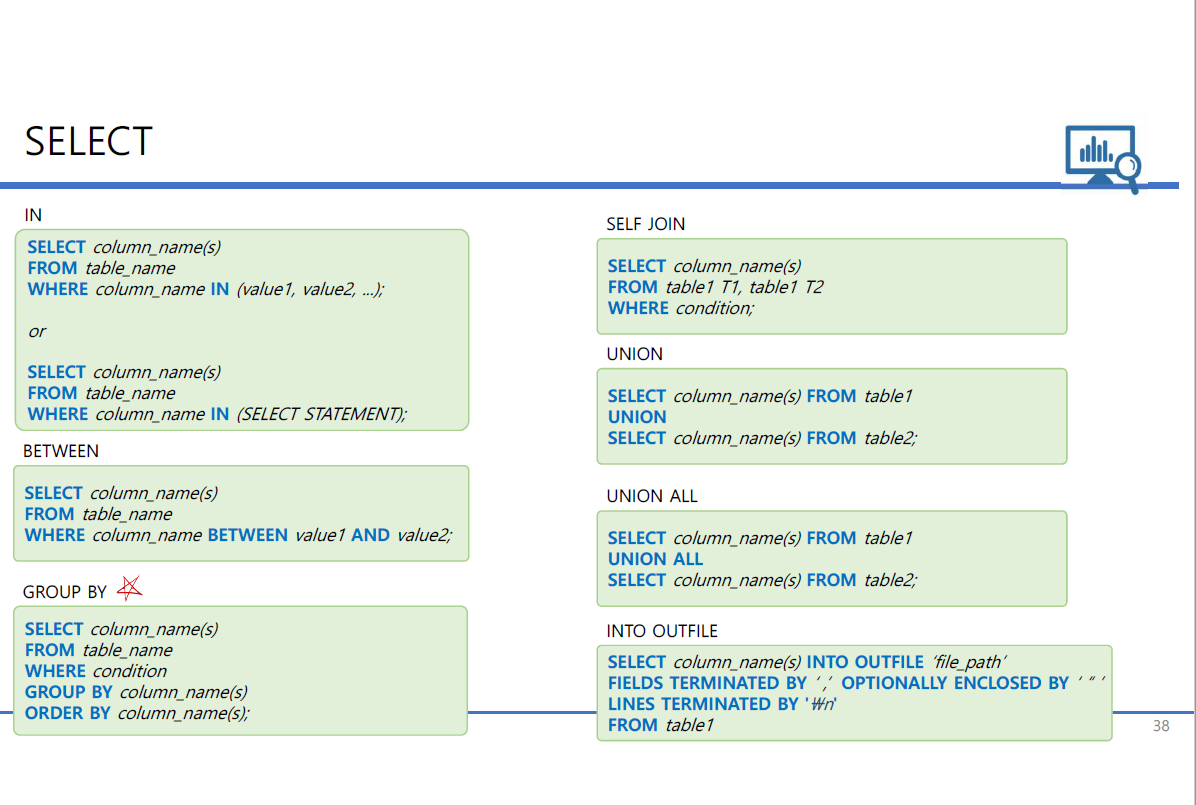 SELECT
IN
SELECT column_name(s)
FROM table_name
WHERE column_name IN (value1, value2, ...);
or
SELECT column_name(s)
FROM table_name
WHERE column_name IN (SELECT STATEMENT);
BETWEEN
SELECT column_name(s)
FROM table_name
WHERE column_name BETWEEN value1 AND value2;
GROUP BY
SELECT column_name(s)
FROM table_name
WHERE condition
GROUP BY column_name(s)
ORDER BY column_name(s);
SELF JOIN
SELECT column_name(s)
FROM table1 T1, table1 T2
WHERE condition;
UNION
SELECT column_name(s) FROM table1
UNION
SELECT column_name(s) FROM table2;
UNION ALL
SELECT column_name(s) FROM table1
UNION ALL
SELECT column_name(s) FROM table2;
INTO OUTFILE
SELECT column_name(s) INTO OUTFILE ‘file_path’
FIELDS TERMINATED BY ‘ ,’ OPTIONALLY ENCLOSED BY ‘ “ ‘
LINES TERMINATED BY '₩n'
FROM table1
38